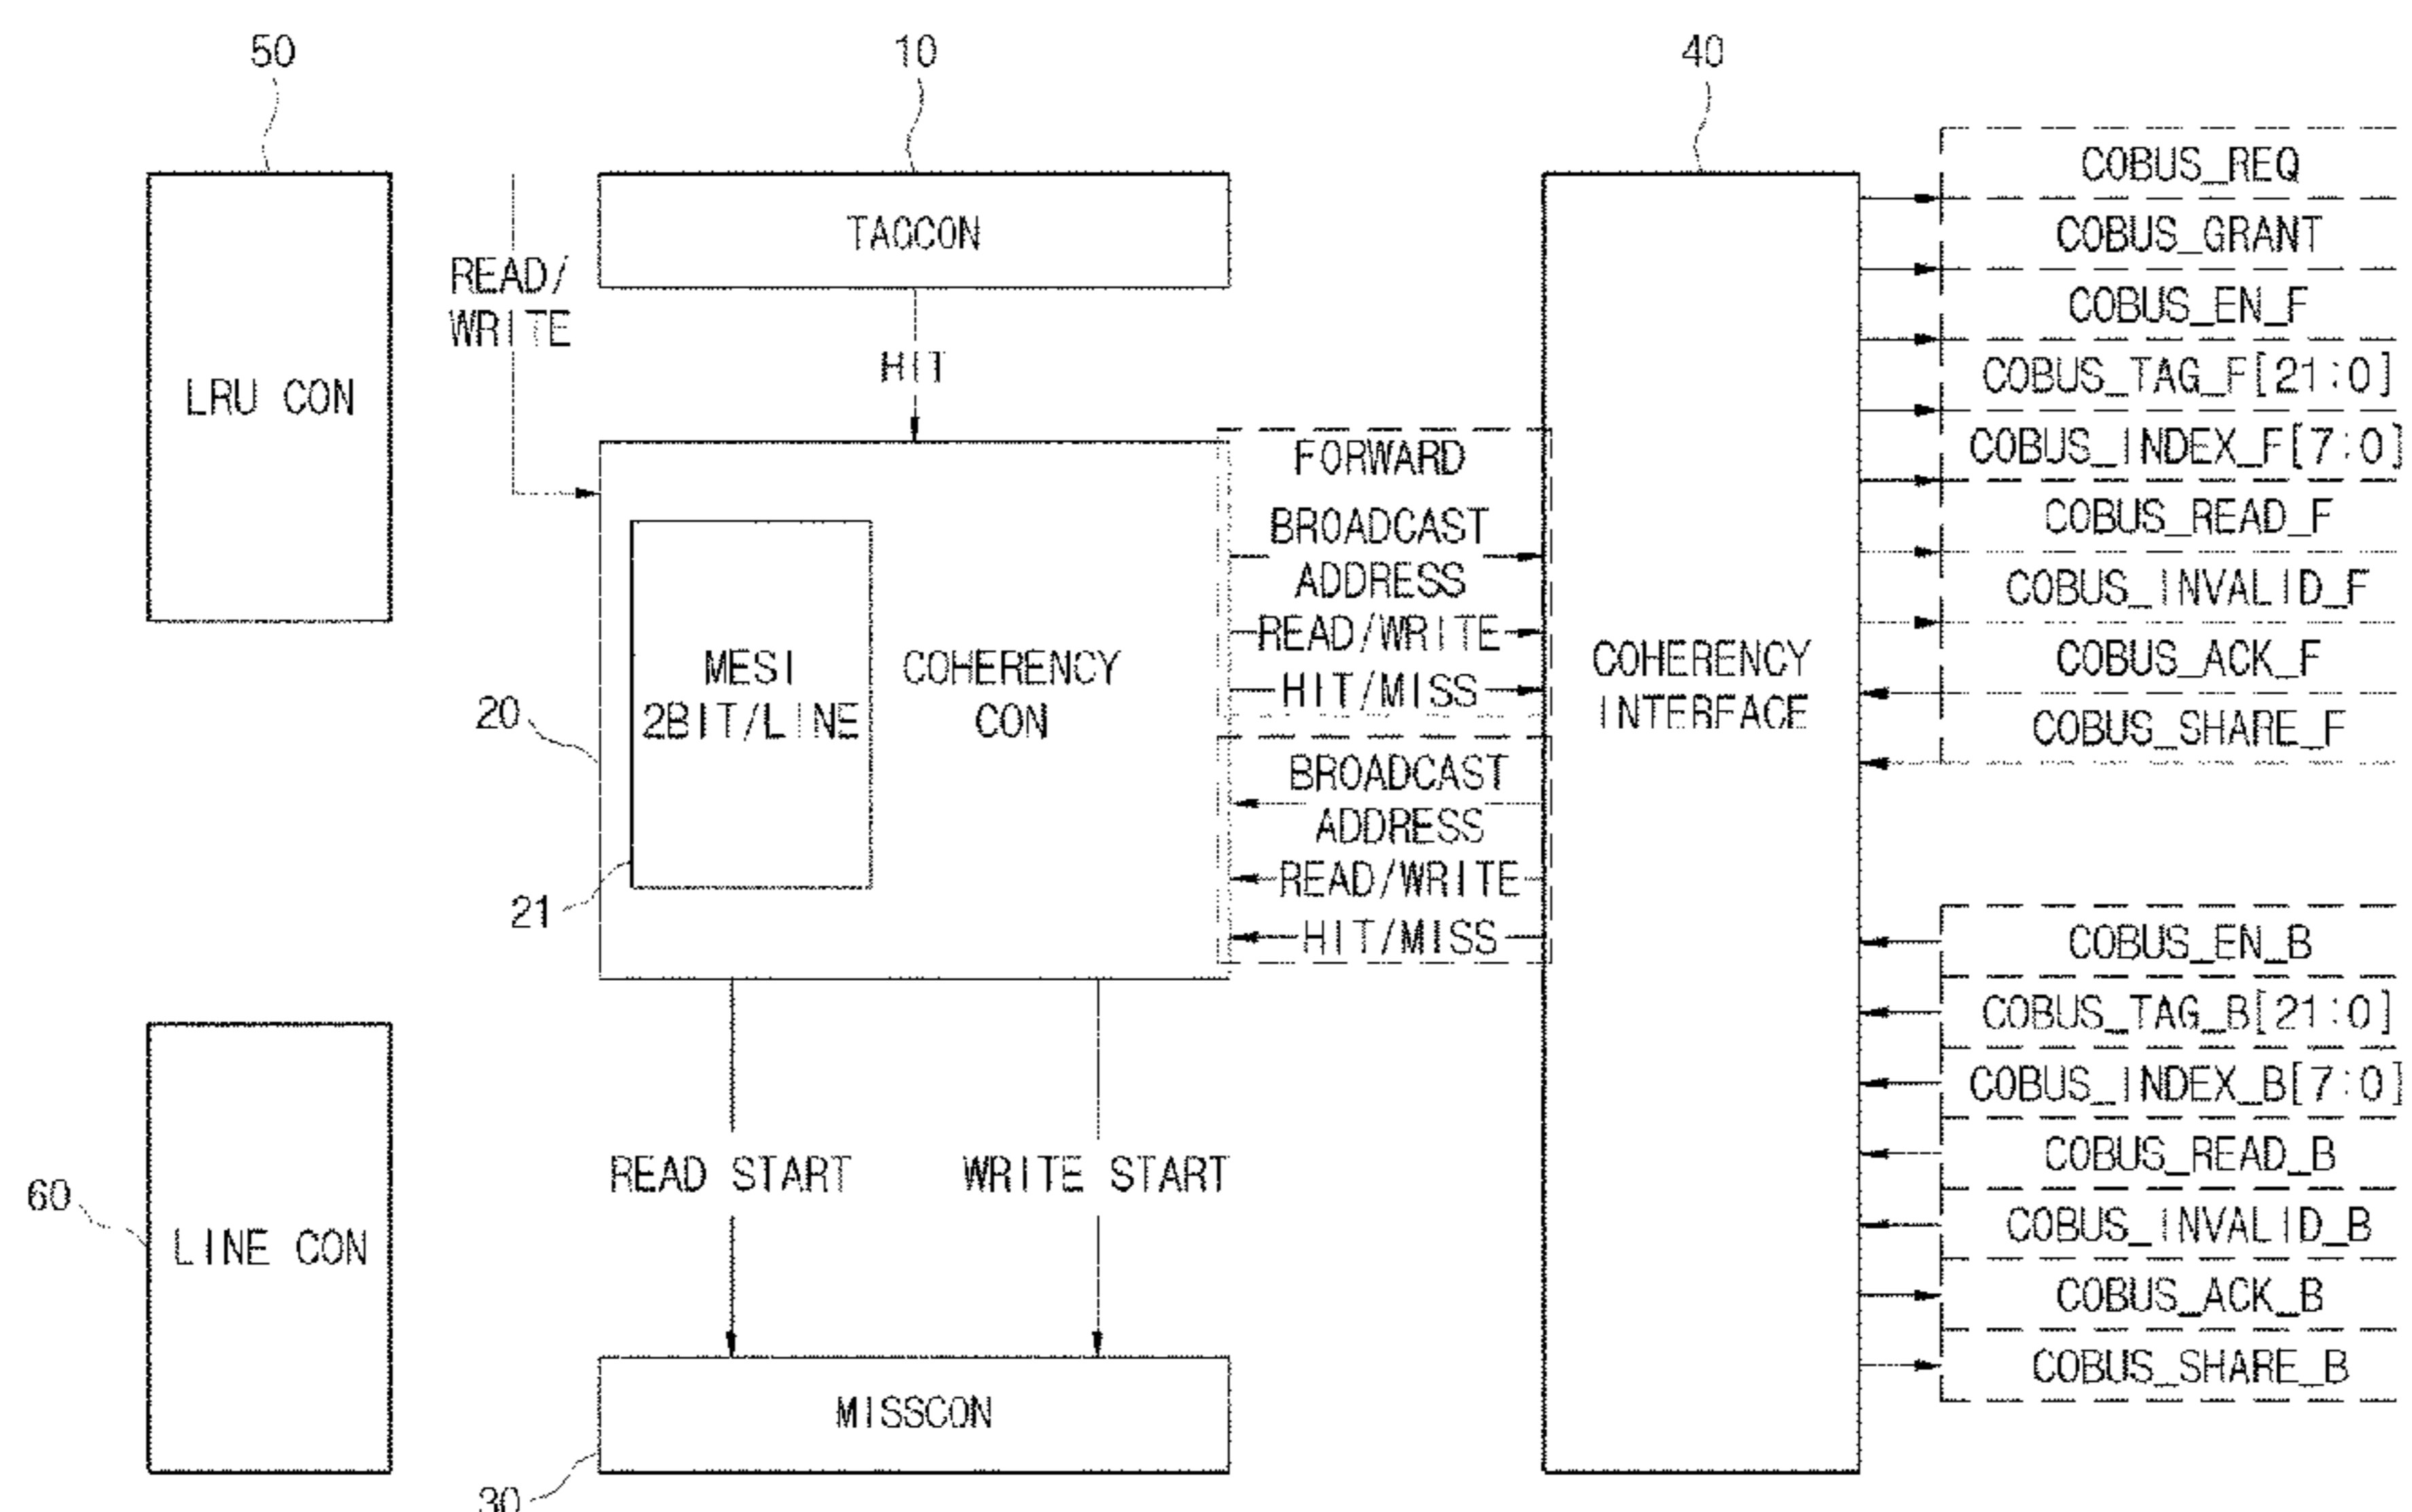 50
10
40
LRU CON
READ/
WRITE
TAGCON
HIT
MESI
2BIT/LINE
COHERENCY
CON
20
21
FORWARD
BROADCAST
ADDRESS
READ/WRITE
HIT/MISS
BROADCAST
ADDRESS
READ/WRITE
HIT/MISS
COHERENCY
INTERFACE
COBUS_REQ
COBUS_GRANT
COBUS_EN_F
COBUS_TAG_F[21:0]
COBUS_INDEX_F[7:0]
COBUS_READ_F
COBUS_INVALID_F
COBUS_ACK_F
COBUS_SHARE_F
COBUS_EN_B
COBUS_TAG_B[21:0]
COBUS_INDEX_B[7:0]
COBUS_READ_B
COBUS_INVALID_B
COBUS_ACK_B
COBUS_SHARE_B
60
LINE CON
READ START
WRITE START
MISSCON
30